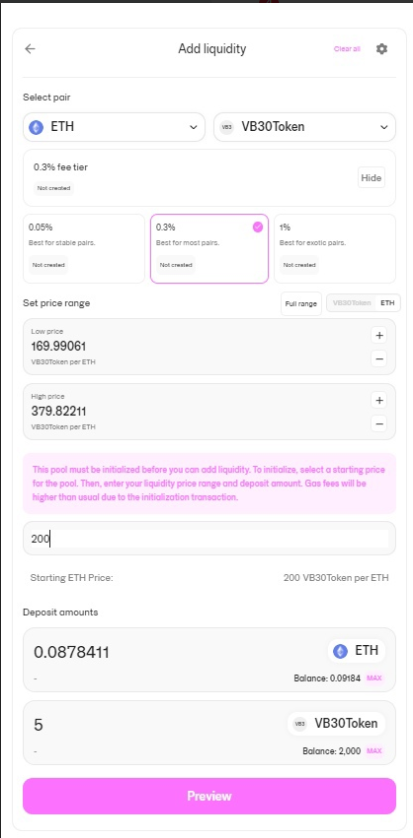 Add liquidity
Clear all
Select pair
ETH
VB3
VB30Token
0.3% fee tier
Not created
Hide
0.05%
Best for stable pairs.
Not created
0.3%
Best for most pairs.
Not created
1%
Best for exotic pairs.
Not created
Set price range
Full range
VB30Token
ETH
Low price
169.99061
VB30Token per ETH
+
−
High price
379.82211
VB30Token per ETH
+
−
This pool must be initialized before you can add liquidity. To initialize, select a starting price
for the pool. Then, enter your liquidity price range and deposit amount. Gas fees will be
higher than usual due to the initialization transaction.
200
Starting ETH Price:
200 VB30Token per ETH
Deposit amounts
0.0878411
ETH
-
Balance: 0.09184 MAX
5
VB3
VB30Token
-
Balance: 2,000 MAX
Preview